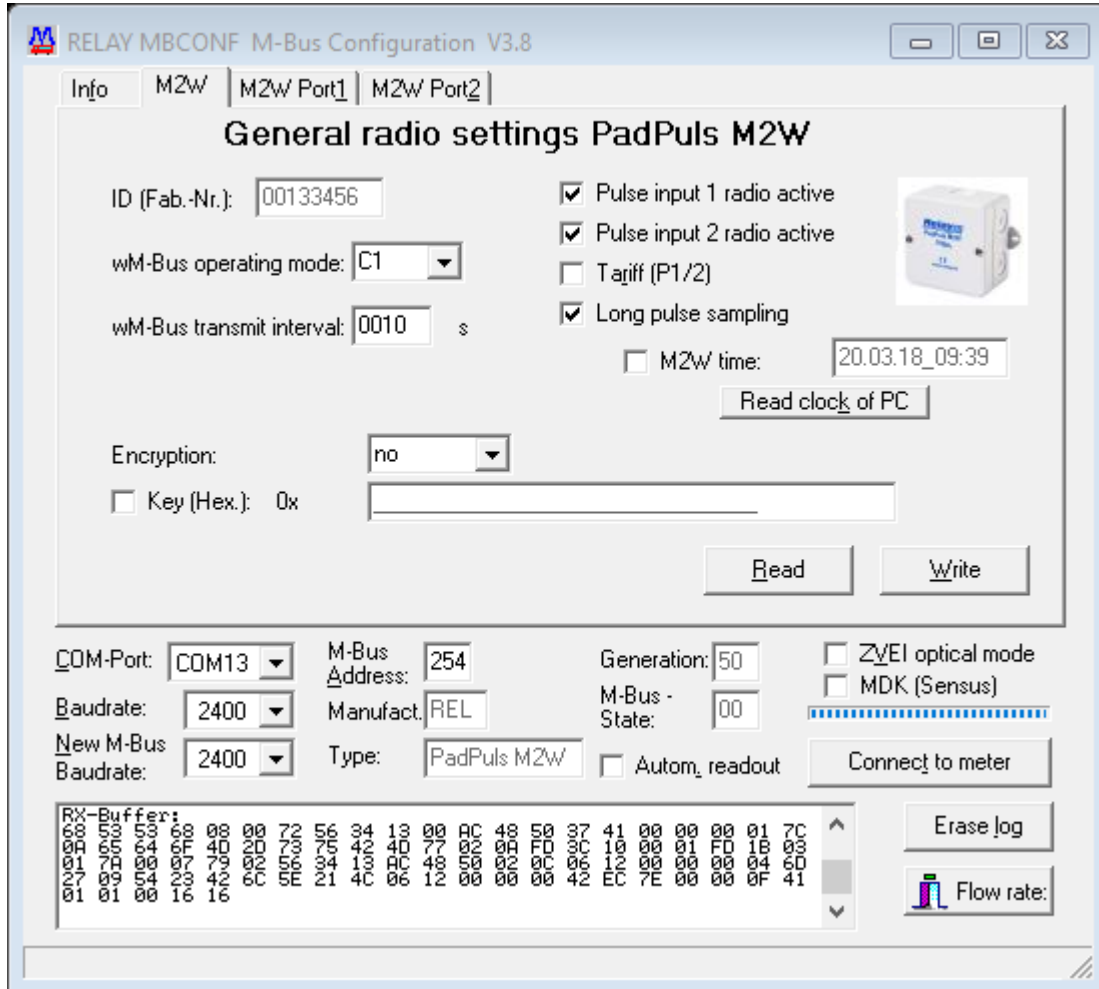 RELAY MBCONF M-Bus Configuration V3.8
Info M2W M2W Port1 M2W Port2
General radio settings PadPuls M2W
ID (Fab.-Nr.): 00133456
Pulse input 1 radio active
Pulse input 2 radio active
wM-Bus operating mode: C1
Tariff (P1/2)
wM-Bus transmit interval: 0010 s
Long pulse sampling
M2W time: 20.03.18_09:39
Read clock of PC
Encryption: no
Key (Hex.): 0x
Read Write
COM-Port: COM13
M-Bus Address: 254
Generation: 50
ZVEI optical mode
MDK (Sensus)
Baudrate: 2400
Manufact. REL
M-Bus - State: 00
New M-Bus Baudrate: 2400
Type: PadPuls M2W
Autom. readout
Connect to meter
RX-Buffer:
68 53 53 68 08 00 72 56 34 13 00 AC 48 50 37 41 00 00 00 01 7C
0A 65 64 6F 4D 2D 73 75 42 4D 77 02 0A FD 3C 10 00 01 FD 1B 03
01 7A 00 07 79 02 56 34 13 AC 48 50 02 0C 06 12 00 00 00 04 6D
27 09 54 23 42 6C 5E 21 4C 06 12 00 00 00 42 EC 7E 00 00 0F 41
01 01 00 16 16
Erase log
Flow rate: